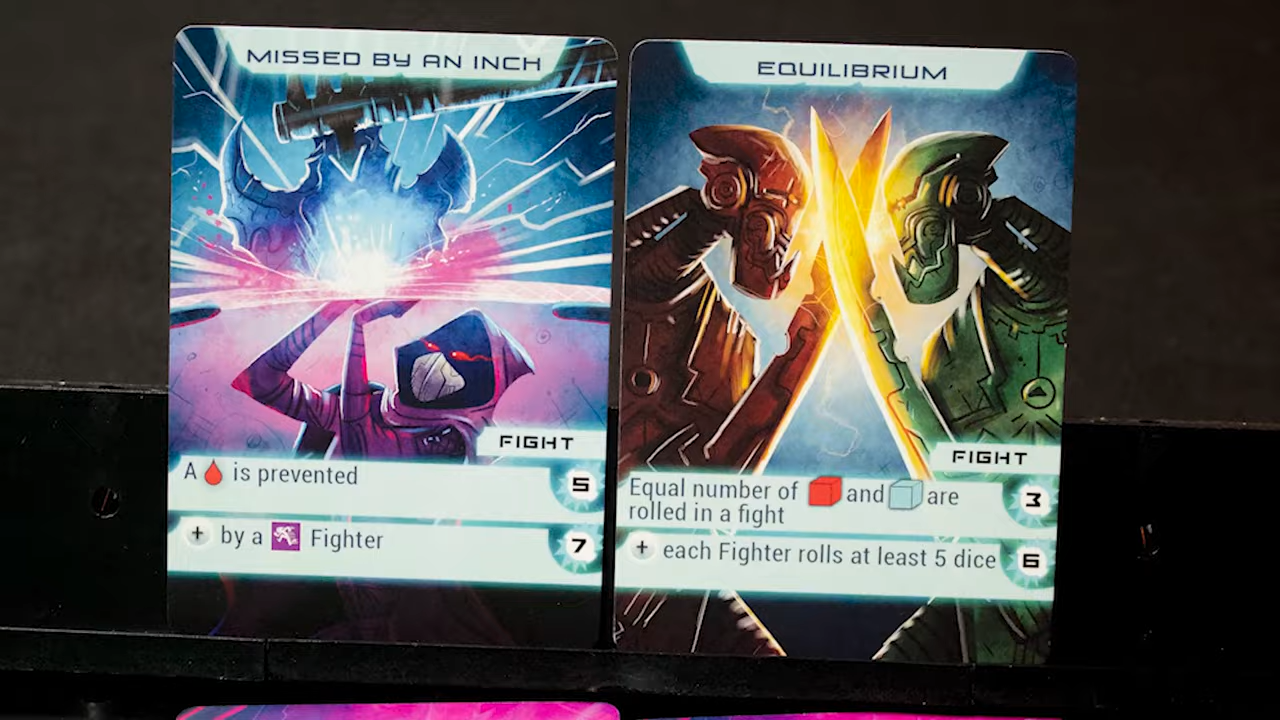 MISSED BY AN INCH
FIGHT
A is prevented
5
+ by a Fighter
7
EQUILIBRIUM
FIGHT
Equal number of and are
rolled in a fight
3
+ each Fighter rolls at least 5 dice
6